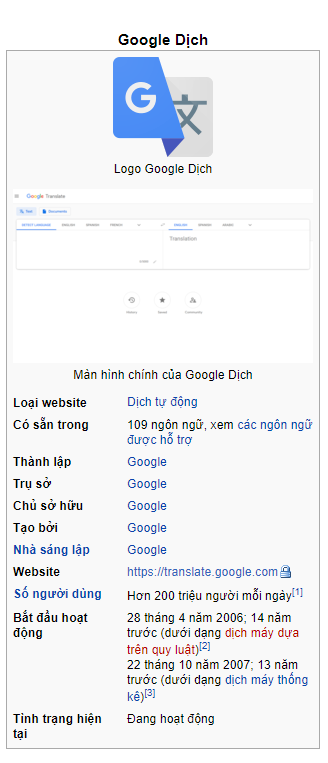 Google Dịch
G 文
Logo Google Dịch
Google Translate
Text Documents
DETECT LANGUAGE ENGLISH SPANISH FRENCH
ENGLISH SPANISH ARABIC
Translation
History Saved Community
Màn hình chính của Google Dịch
Loại website Dịch tự động
Có sẵn trong 109 ngôn ngữ, xem các ngôn ngữ
được hỗ trợ
Thành lập Google
Trụ sở Google
Chủ sở hữu Google
Tạo bởi Google
Nhà sáng lập Google
Website https://translate.google.com
Số người dùng Hơn 200 triệu người mỗi ngày[1]
Bắt đầu hoạt 28 tháng 4 năm 2006; 14 năm
động trước (dưới dạng dịch máy dựa
trên quy luật)[2]
22 tháng 10 năm 2007; 13 năm
trước (dưới dạng dịch máy thống
kê)[3]
Tình trạng hiện Đang hoạt động
tại